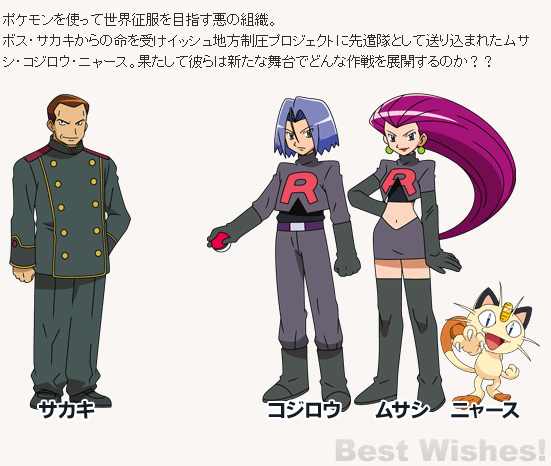 ポケモンを使って世界征服を目指す悪の組織。
ボス・サカキからの命を受けイッシュ地方制圧プロジェクトに先遣隊として送り込まれたムサ
シ・コジロウ・ニャース。果たして彼らは新たな舞台でどんな作戦を展開するのか？？
R
R
サカキ
コジロウ
ムサシ
ニャース
Best Wishes!